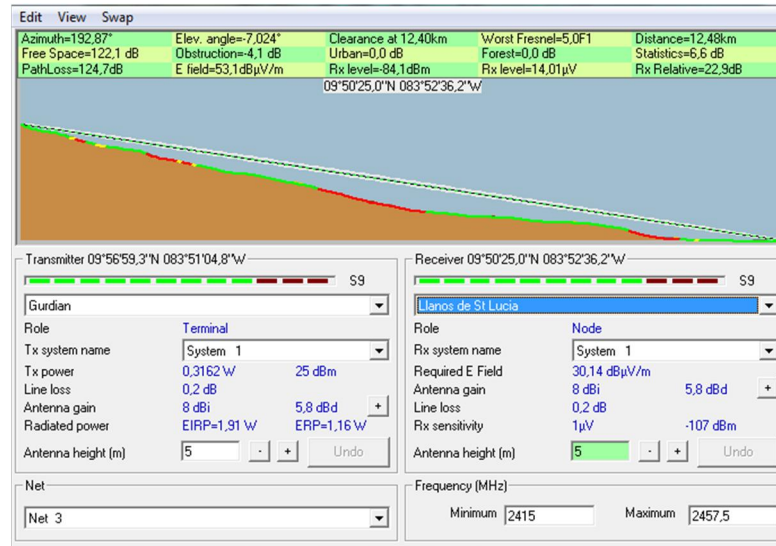 Edit View Swap
Azimuth=192,87° Elev. angle=-7,024° Clearance at 12,40km Worst Fresnel=5,0F1 Distance=12,48km
Free Space=122,1 dB Obstruction=-4,1 dB Urban=0,0 dB Forest=0,0 dB Statistics=6,6 dB
PathLoss=124,7dB E field=53,1dBµV/m Rx level=-84,1dBm Rx level=14,01µV Rx Relative=22,9dB
09°50'25,0"N 083°52'36,2"W
Transmitter 09°56'59,3"N 083°51'04,8"W
S9
Gurdian
Role Terminal
Tx system name System 1
Tx power 0,3162 W 25 dBm
Line loss 0,2 dB
Antenna gain 8 dBi 5,8 dBd +
Radiated power EIRP=1,91 W ERP=1,16 W
Antenna height (m) 5 - + Undo
Net
Net 3
Receiver 09°50'25,0"N 083°52'36,2"W
S9
Llanos de St Lucia
Role Node
Rx system name System 1
Required E Field 30,14 dBµV/m
Antenna gain 8 dBi 5,8 dBd +
Line loss 0,2 dB
Rx sensitivity 1µV -107 dBm
Antenna height (m) 5 - + Undo
Frequency (MHz)
Minimum 2415 Maximum 2457,5